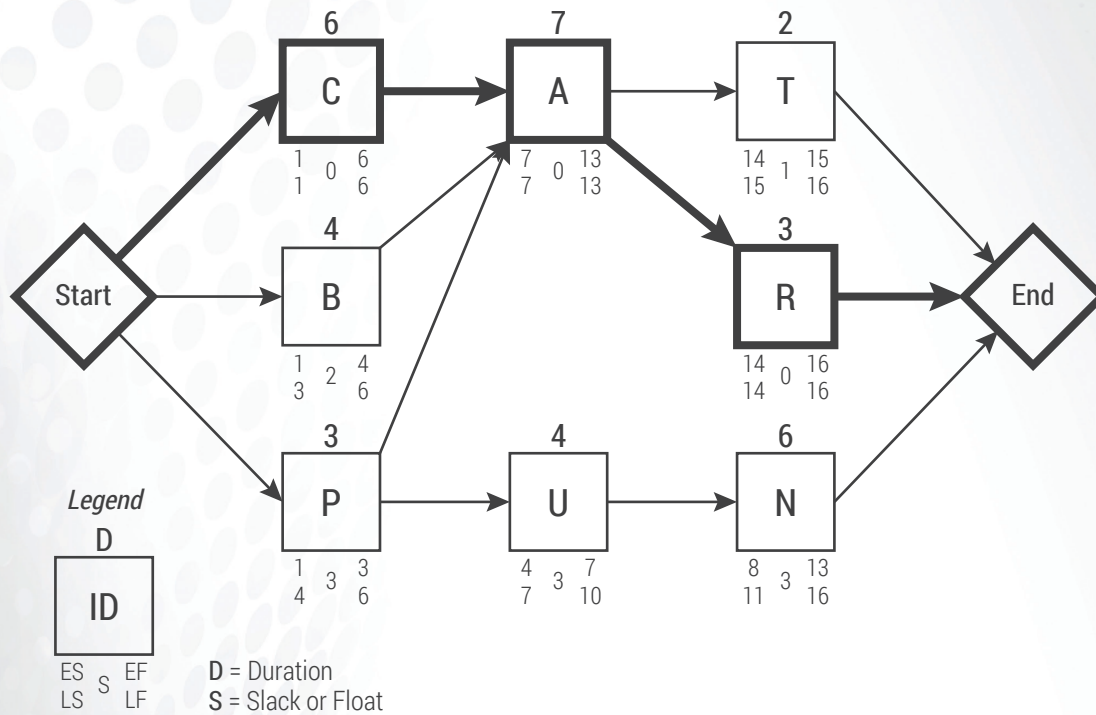 6 7 2
C A T
1 0 6 7 0 13 14 1 15
1 6 7 13 15 16
4 3
Start B R End
1 2 4 14 0 16
3 6 14 16
3 4 6
P U N
1 3 3 4 3 7 8 3 13
4 6 7 10 11 16
Legend
D
ID
ES S EF
LS LF
D = Duration
S = Slack or Float